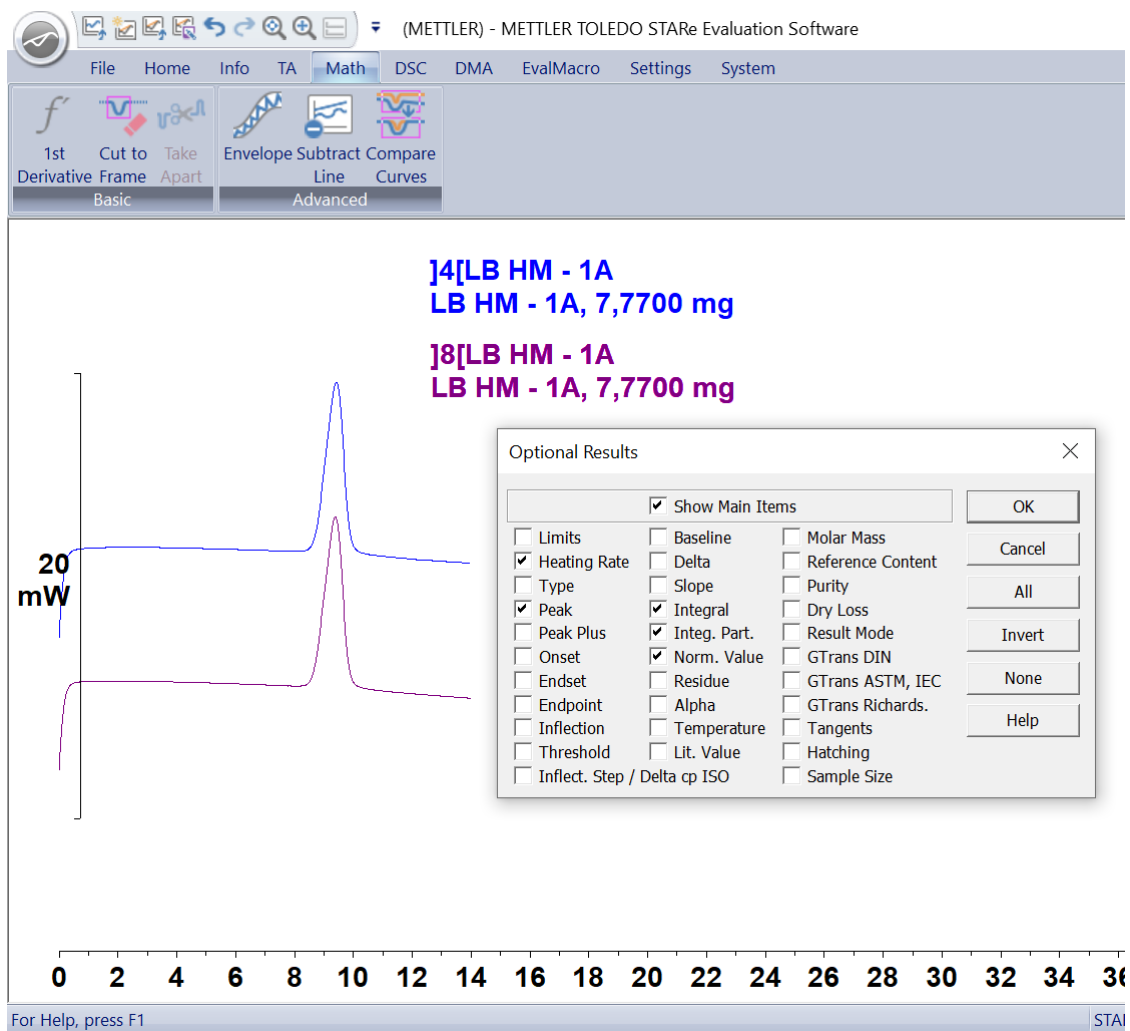 (METTLER) - METTLER TOLEDO STARe Evaluation Software
File Home Info TA Math DSC DMA EvalMacro Settings System
1st Derivative
Cut to Frame
Take Apart
Envelope
Subtract Line
Compare Curves
Basic
Advanced
]4[LB HM - 1A
LB HM - 1A, 7,7700 mg
]8[LB HM - 1A
LB HM - 1A, 7,7700 mg
20
mW
Optional Results
Show Main Items
Limits
Heating Rate
Type
Peak
Peak Plus
Onset
Endset
Endpoint
Inflection
Threshold
Inflect. Step / Delta cp ISO
Baseline
Delta
Slope
Integral
Integ. Part.
Norm. Value
Residue
Alpha
Temperature
Lit. Value
Molar Mass
Reference Content
Purity
Dry Loss
Result Mode
GTrans DIN
GTrans ASTM, IEC
GTrans Richards.
Tangents
Hatching
Sample Size
OK
Cancel
All
Invert
None
Help
0 2 4 6 8 10 12 14 16 18 20 22 24 26 28 30 32 34
For Help, press F1